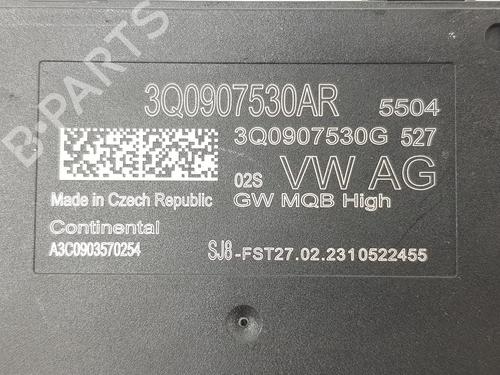 B-PARTS
3Q0907530AR 5504
3Q0907530G 527
02S VW AG
Made in Czech Republic GW MQB High
Continental
A3C0903570254 SJ8-FST27.02.2310522455